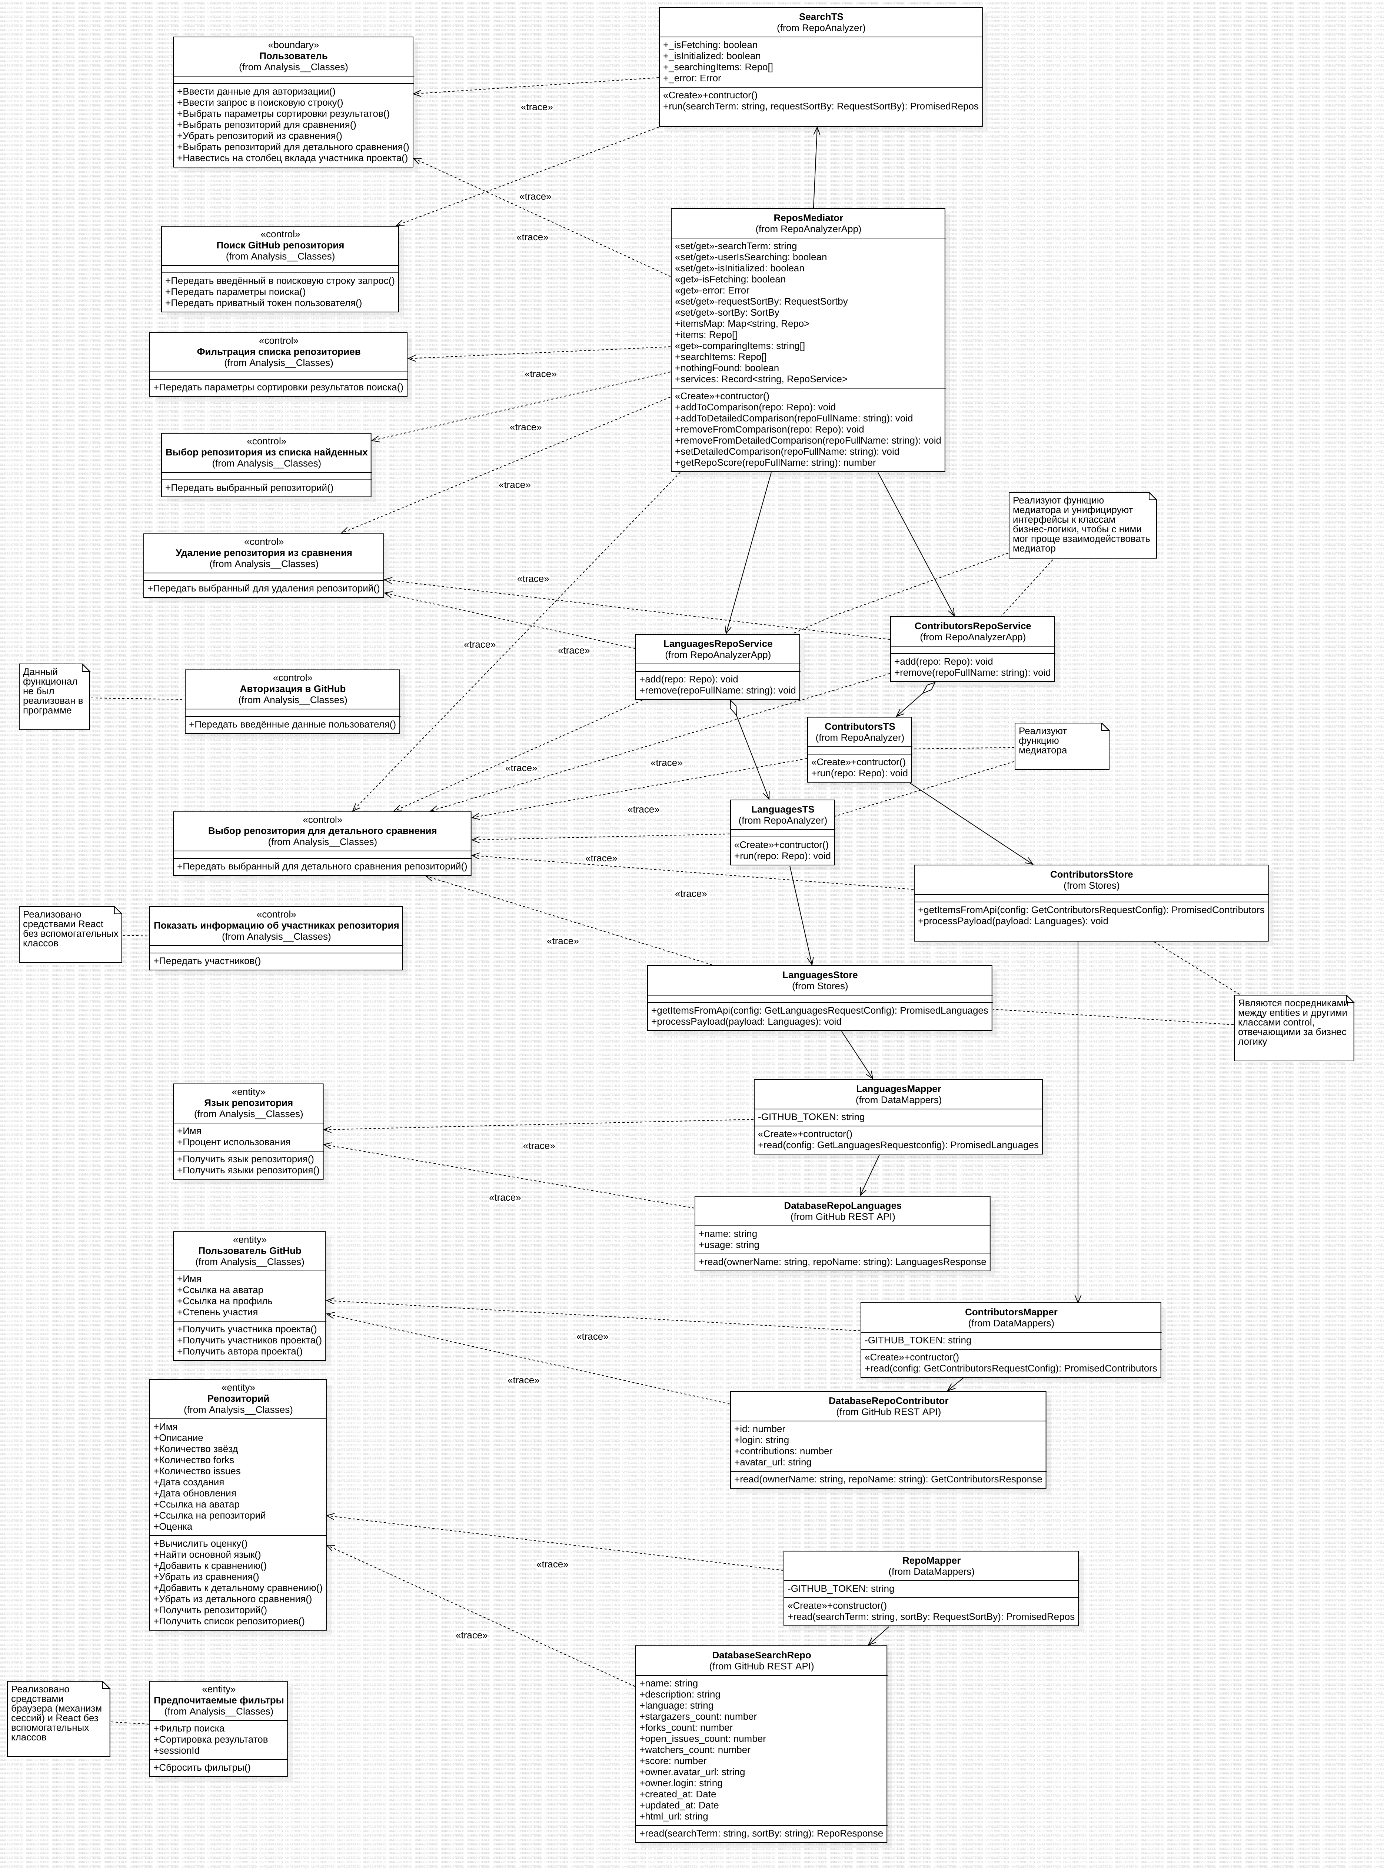 SearchTS
(from RepoAnalyzer)
+_isFetching: boolean
+_isInitialized: boolean
+_searchingItems: Repo[]
+_error: Error
«Create»+contructor()
+run(searchTerm: string, requestSortBy: RequestSortBy): PromisedRepos
«boundary»
Пользователь
(from Analysis__Classes)
+Ввести данные для авторизации()
+Ввести запрос в поисковую строку()
+Выбрать параметры сортировки результатов()
+Выбрать репозиторий для сравнения()
+Убрать репозиторий из сравнения()
+Выбрать репозиторий для детального сравнения()
+Навестись на столбец вклада участника проекта()
«trace»
«trace»
«trace»
«control»
Поиск GitHub репозитория
(from Analysis__Classes)
+Передать введённый в поисковую строку запрос()
+Передать параметры поиска()
+Передать приватный токен пользователя()
ReposMediator
(from RepoAnalyzerApp)
«set/get»-searchTerm: string
«set/get»-userIsSearching: boolean
«set/get»-isInitialized: boolean
«get»-isFetching: boolean
«get»-error: Error
«set/get»-requestSortBy: RequestSortby
«set/get»-sortBy: SortBy
+itemsMap: Map<string, Repo>
+items: Repo[]
«get»-comparingItems: string[]
+searchItems: Repo[]
+nothingFound: boolean
+services: Record<string, RepoService>
«Create»+contructor()
+addToComparison(repo: Repo): void
+addToDetailedComparison(repoFullName: string): void
+removeFromComparison(repo: Repo): void
+removeFromDetailedComparison(repoFullName: string): void
+setDetailedComparison(repoFullName: string): void
+getRepoScore(repoFullName: string): number
«control»
Фильтрация списка репозиториев
(from Analysis__Classes)
+Передать параметры сортировки результатов поиска()
«trace»
«trace»
«trace»
«control»
Выбор репозитория из списка найденных
(from Analysis__Classes)
+Передать выбранный репозиторий()
Реализуют функцию
медиатора и унифицируют
интерфейсы к классам
бизнес-логики, чтобы с ними
мог проще взаимодействовать
медиатор
«control»
Удаление репозитория из сравнения
(from Analysis__Classes)
+Передать выбранный для удаления репозиторий()
«trace»
«trace»
«trace»
LanguagesRepoService
(from RepoAnalyzerApp)
+add(repo: Repo): void
+remove(repoFullName: string): void
ContributorsRepoService
(from RepoAnalyzerApp)
+add(repo: Repo): void
+remove(repoFullName: string): void
Данный
функционал
не был
реализован в
программе
«control»
Авторизация в GitHub
(from Analysis__Classes)
+Передать введённые данные пользователя()
ContributorsTS
(from RepoAnalyzer)
«Create»+contructor()
+run(repo: Repo): void
Реализуют
функцию
медиатора
«trace»
«trace»
«trace»
LanguagesTS
(from RepoAnalyzer)
«Create»+contructor()
+run(repo: Repo): void
«control»
Выбор репозитория для детального сравнения
(from Analysis__Classes)
+Передать выбранный для детального сравнения репозиторий()
«trace»
«trace»
«trace»
ContributorsStore
(from Stores)
+getItemsFromApi(config: GetContributorsRequestConfig): PromisedContributors
+processPayload(payload: Languages): void
Реализовано
средствами React
без вспомогательных
классов
«control»
Показать информацию об участниках репозитория
(from Analysis__Classes)
+Передать участников()
LanguagesStore
(from Stores)
+getItemsFromApi(config: GetLanguagesRequestConfig): PromisedLanguages
+processPayload(payload: Languages): void
Являются посредниками
между entities и другими
классами control,
отвечающими за бизнес
логику
«entity»
Язык репозитория
(from Analysis__Classes)
+Имя
+Процент использования
+Получить язык репозитория()
+Получить языки репозитория()
LanguagesMapper
(from DataMappers)
-GITHUB_TOKEN: string
«Create»+contructor()
+read(config: GetLanguagesRequestconfig): PromisedLanguages
«trace»
«trace»
DatabaseRepoLanguages
(from GitHub REST API)
+name: string
+usage: string
+read(ownerName: string, repoName: string): LanguagesResponse
«entity»
Пользователь GitHub
(from Analysis__Classes)
+Имя
+Ссылка на аватар
+Ссылка на профиль
+Степень участия
+Получить участника проекта()
+Получить участников проекта()
+Получить автора проекта()
ContributorsMapper
(from DataMappers)
-GITHUB_TOKEN: string
«Create»+contructor()
+read(config: GetContributorsRequestConfig): PromisedContributors
«trace»
«trace»
DatabaseRepoContributor
(from GitHub REST API)
+id: number
+login: string
+contributions: number
+avatar_url: string
+read(ownerName: string, repoName: string): GetContributorsResponse
«entity»
Репозиторий
(from Analysis__Classes)
+Имя
+Описание
+Количество звёзд
+Количество forks
+Количество issues
+Дата создания
+Дата обновления
+Ссылка на аватар
+Ссылка на репозиторий
+Оценка
+Вычислить оценку()
+Найти основной язык()
+Добавить к сравнению()
+Убрать из сравнения()
+Добавить к детальному сравнению()
+Убрать из детального сравнения()
+Получить репозиторий()
+Получить список репозиториев()
«trace»
«trace»
RepoMapper
(from DataMappers)
-GITHUB_TOKEN: string
«Create»+constructor()
+read(searchTerm: string, sortBy: RequestSortBy): PromisedRepos
DatabaseSearchRepo
(from GitHub REST API)
+name: string
+description: string
+language: string
+stargazers_count: number
+forks_count: number
+open_issues_count: number
+watchers_count: number
+score: number
+owner.avatar_url: string
+owner.login: string
+created_at: Date
+updated_at: Date
+html_url: string
+read(searchTerm: string, sortBy: string): RepoResponse
Реализовано
средствами
браузера (механизм
сессий) и React без
вспомогательных
классов
«entity»
Предпочитаемые фильтры
(from Analysis__Classes)
+Фильтр поиска
+Сортировка результатов
+sessionId
+Сбросить фильтры()